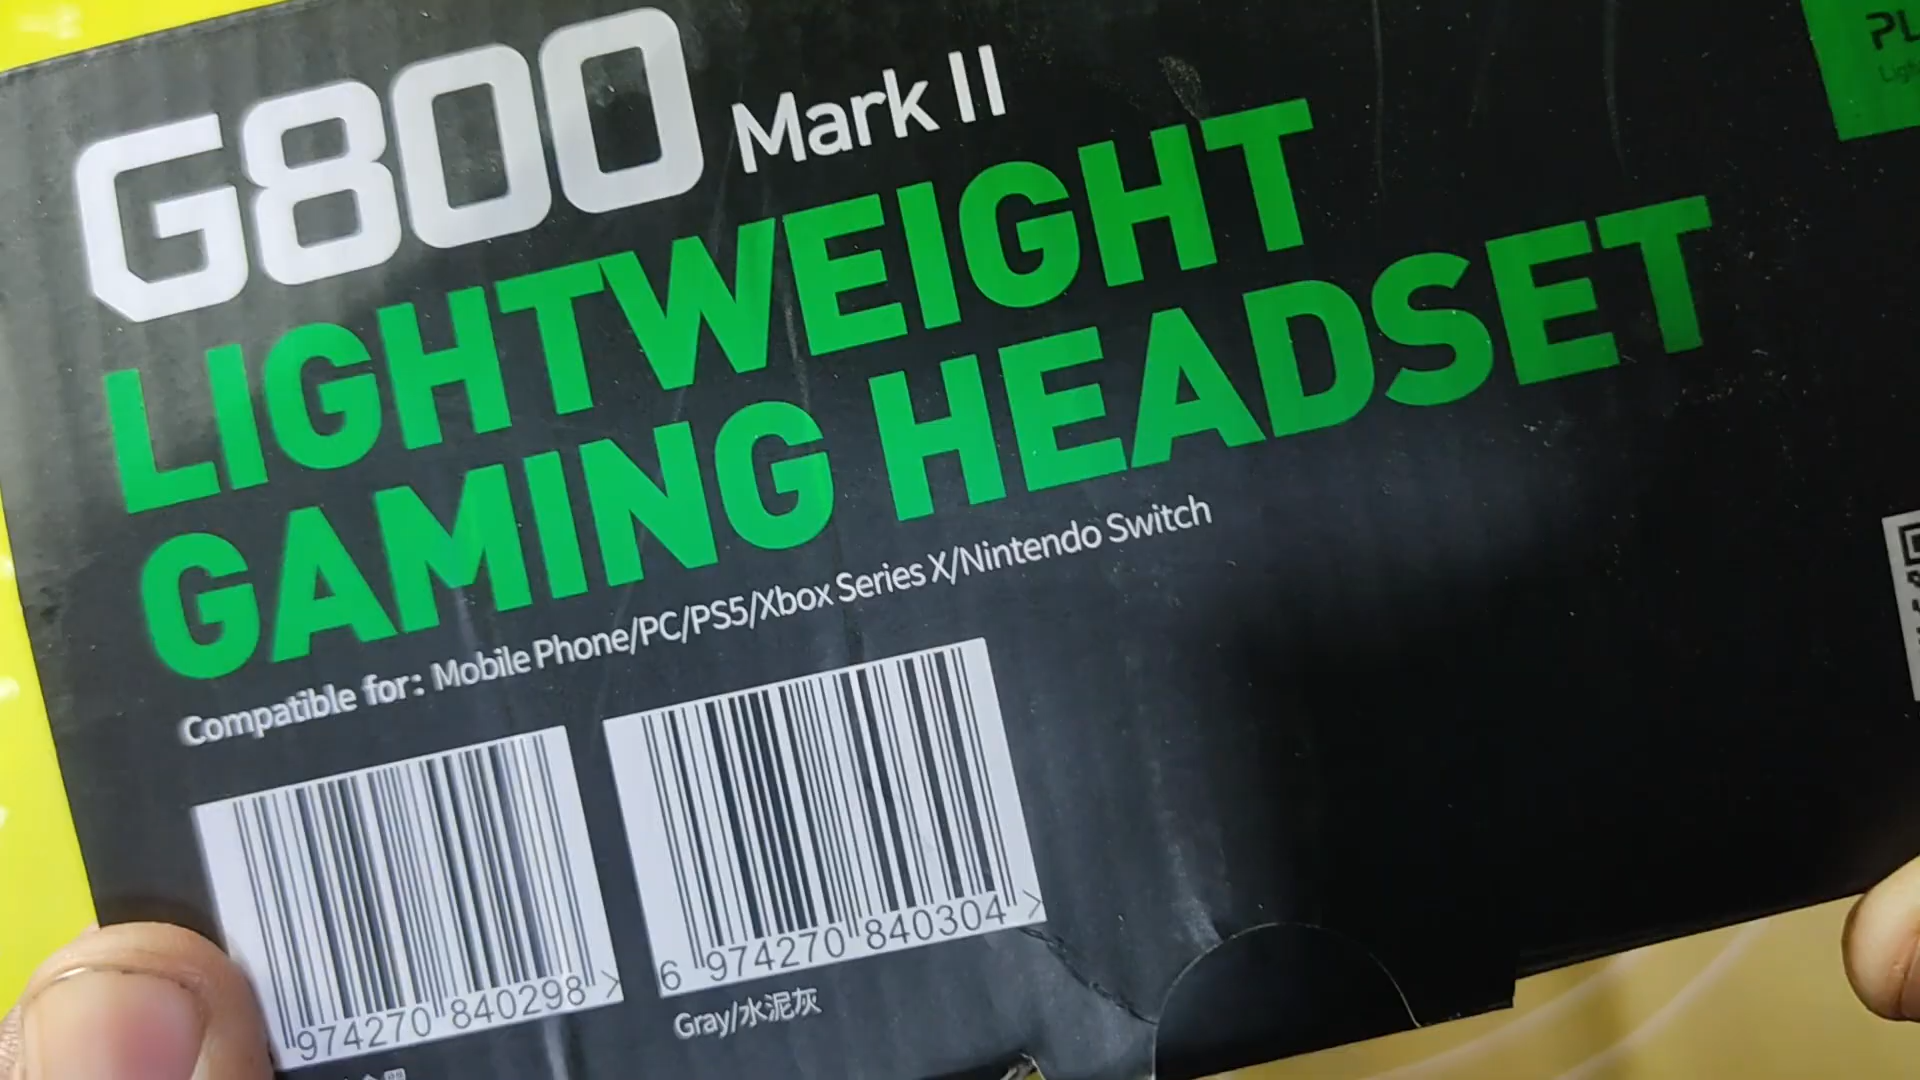 G800 Mark II
LIGHTWEIGHT
GAMING HEADSET
Compatible for: Mobile Phone/PC/PS5/Xbox Series X/Nintendo Switch
974270 840298 >
6 974270 840304 >
Gray/水泥灰